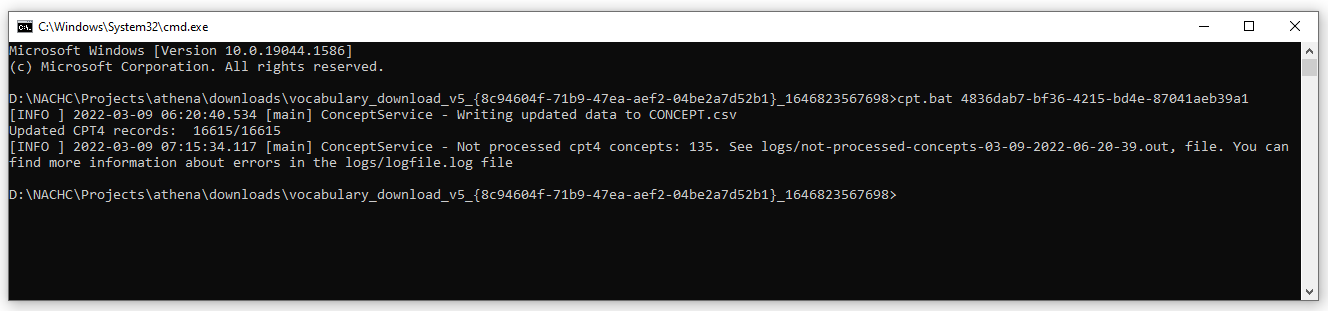 C:\Windows\System32\cmd.exe
Microsoft Windows [Version 10.0.19044.1586]
(c) Microsoft Corporation. All rights reserved.
D:\NACHC\Projects\athena\downloads\vocabulary_download_v5_{8c94604f-71b9-47ea-aef2-04be2a7d52b1}_1646823567698>cpt.bat 4836dab7-bf36-4215-bd4e-87041aeb39a1
[INFO ] 2022-03-09 06:20:40.534 [main] ConceptService - Writing updated data to CONCEPT.csv
Updated CPT4 records:  16615/16615
[INFO ] 2022-03-09 07:15:34.117 [main] ConceptService - Not processed cpt4 concepts: 135. See logs/not-processed-concepts-03-09-2022-06-20-39.out, file. You can
find more information about errors in the logs/logfile.log file
D:\NACHC\Projects\athena\downloads\vocabulary_download_v5_{8c94604f-71b9-47ea-aef2-04be2a7d52b1}_1646823567698>